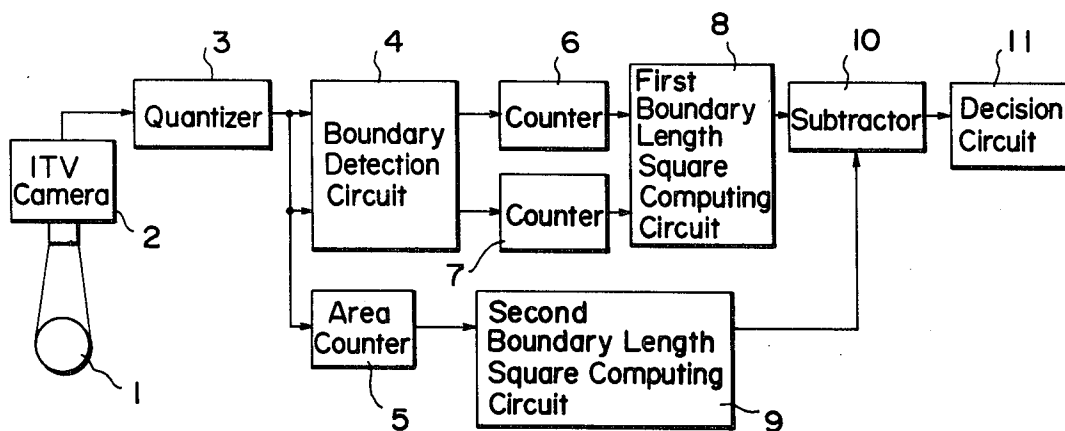 3
4
6
8
10
11
Quantizer
Boundary
Detection
Circuit
Counter
First
Boundary
Length
Square
Computing
Circuit
Subtractor
Decision
Circuit
ITV
Camera
2
Counter
7
Area
Counter
5
Second
Boundary Length
Square Computing
Circuit
9
1